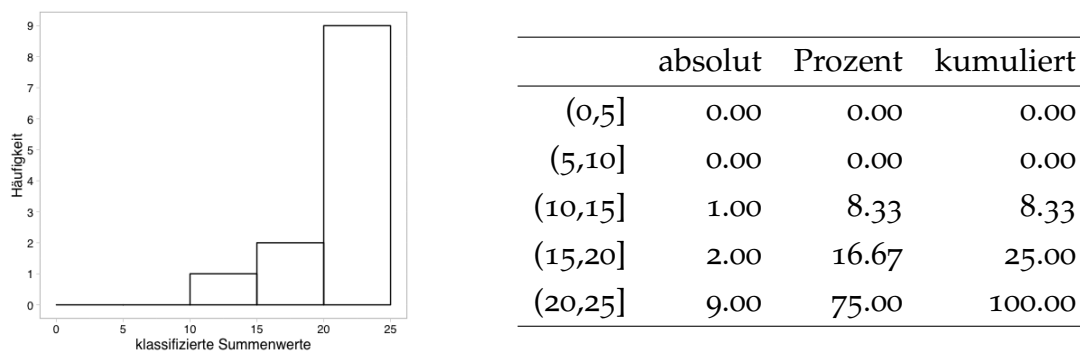 Häufigkeit
9
8
7
6
5
4
3
2
1
0
0 5 10 15 20 25
klassifizierte Summenwerte
absolut Prozent kumuliert
(0,5] 0.00 0.00 0.00
(5,10] 0.00 0.00 0.00
(10,15] 1.00 8.33 8.33
(15,20] 2.00 16.67 25.00
(20,25] 9.00 75.00 100.00